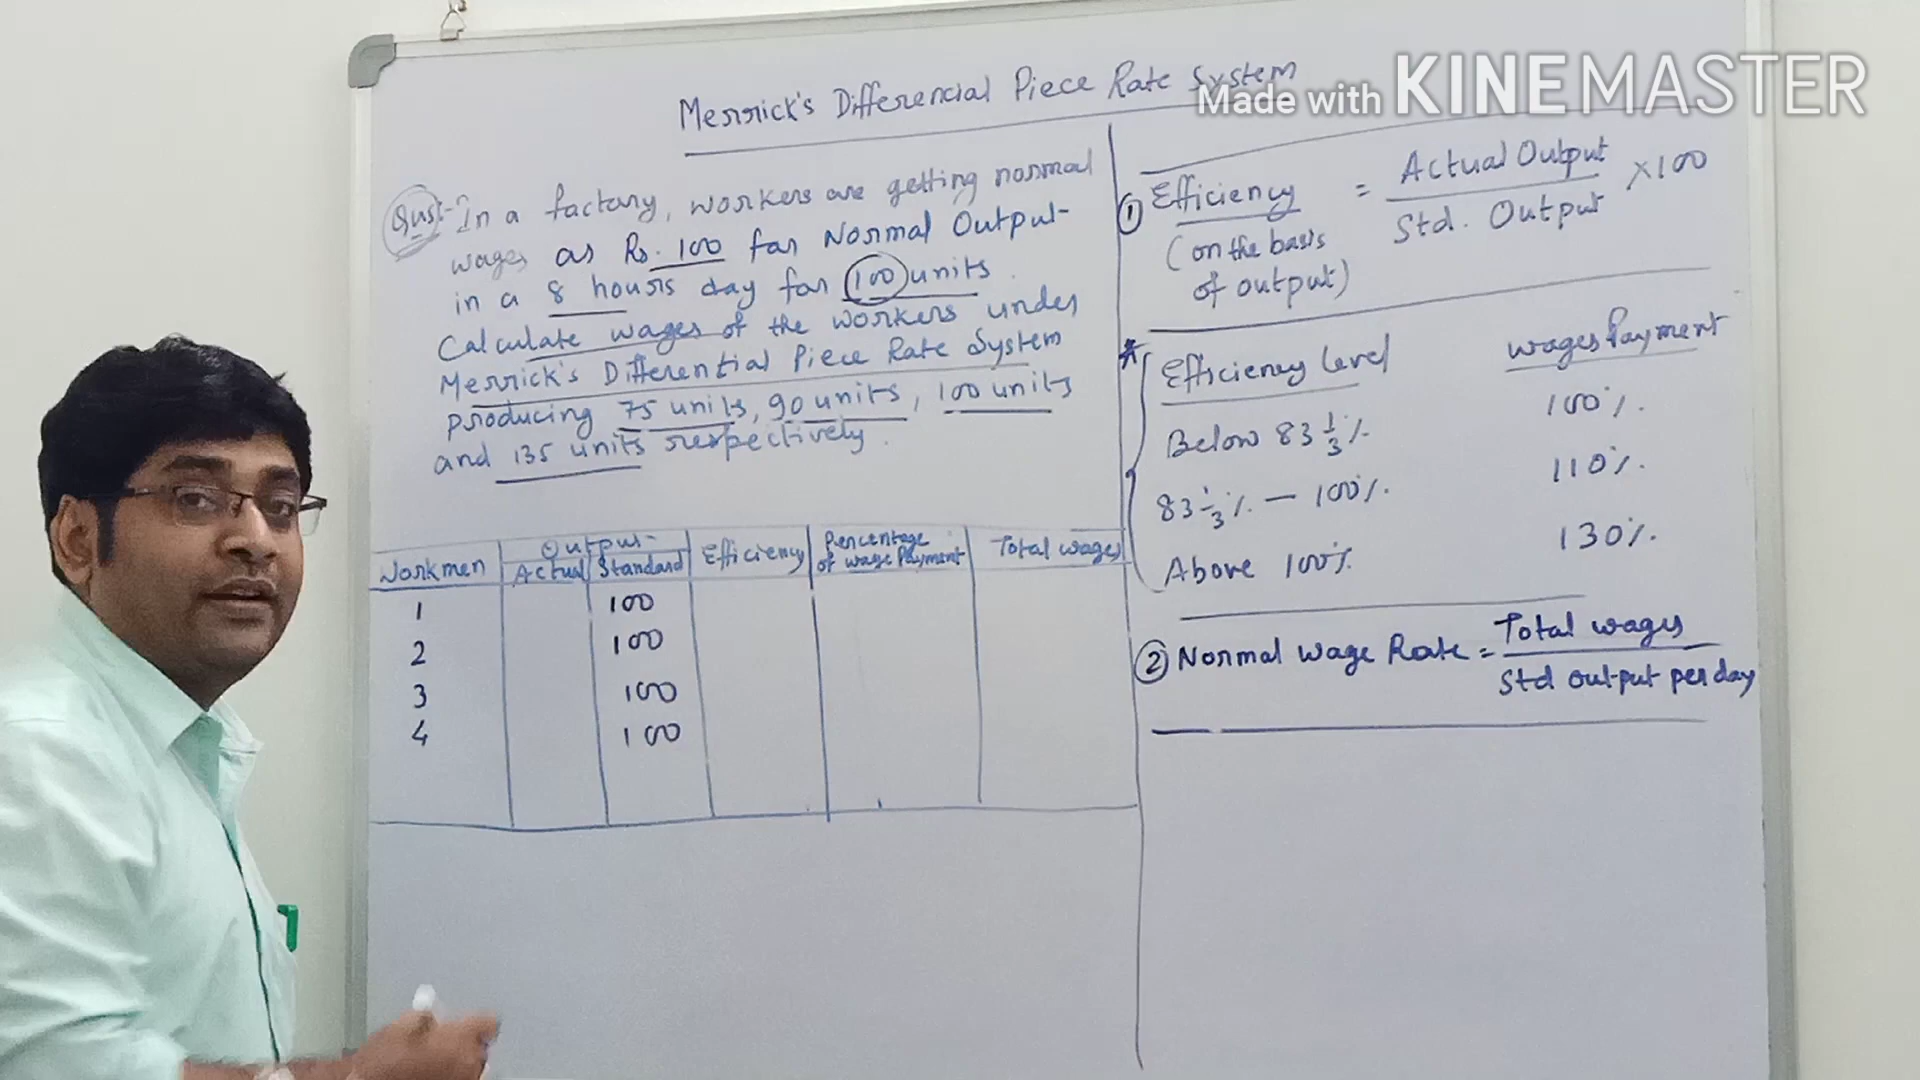 Merrick's Differencial Piece Rate System
Made with KINEMASTER
Qus:- In a factory, workers are getting normal
wages as Rs. 100 for Normal Output
in a 8 hours day for 100 units.
Calculate wages of the workers under
Merrick's Differential Piece Rate System
producing 75 units, 90 units, 100 units
and 135 units respectively.
Workmen Output Efficiency Percentage of wage Payment Total wages
Actual Standard
1 100
2 100
3 100
4 100
① Efficiency = Actual Output / Std. Output × 100
(on the basis
of output)
* Efficiency Level Wages Payment
Below 83 1/3 % 100%.
83 1/3 % — 100%. 110%.
Above 100%. 130%.
② Normal Wage Rate = Total wages / Std output per day